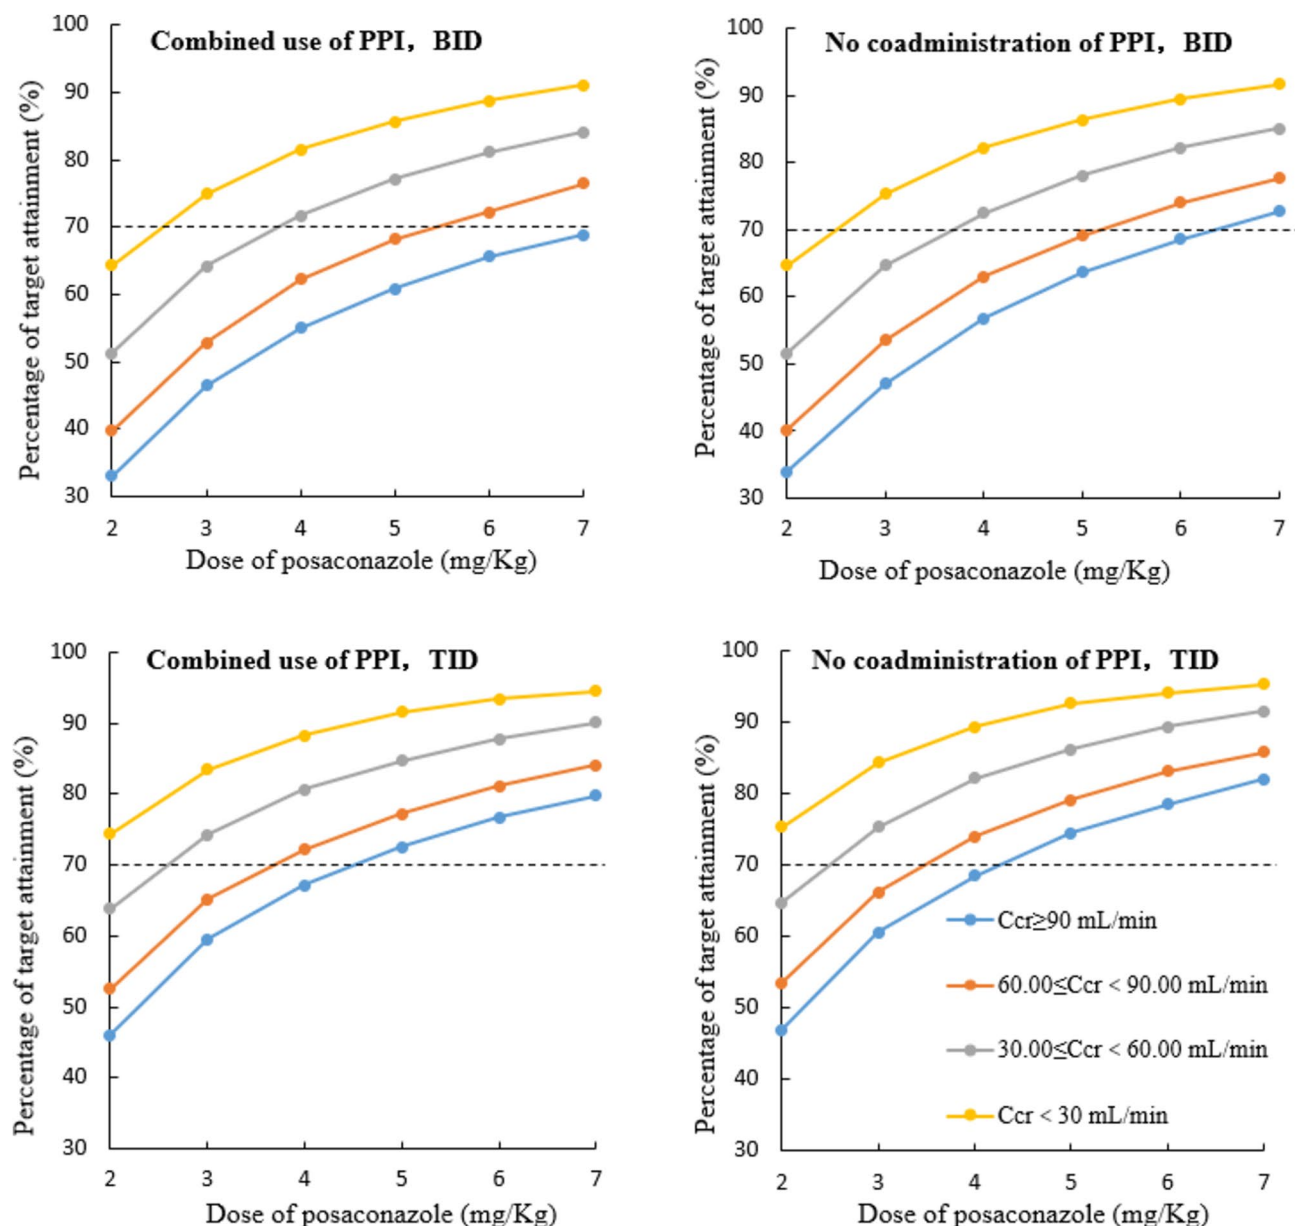 Combined use of PPI，BID
Percentage of target attainment (%)
100
90
80
70
60
50
40
30
2 3 4 5 6 7
Dose of posaconazole (mg/Kg)
No coadministration of PPI，BID
Percentage of target attainment (%)
100
90
80
70
60
50
40
30
2 3 4 5 6 7
Dose of posaconazole (mg/Kg)
Combined use of PPI，TID
Percentage of target attainment (%)
100
90
80
70
60
50
40
30
2 3 4 5 6 7
Dose of posaconazole (mg/Kg)
No coadministration of PPI，TID
Percentage of target attainment (%)
100
90
80
70
60
50
40
30
2 3 4 5 6 7
Dose of posaconazole (mg/Kg)
Ccr≥90 mL/min
60.00≤Ccr < 90.00 mL/min
30.00≤Ccr < 60.00 mL/min
Ccr < 30 mL/min